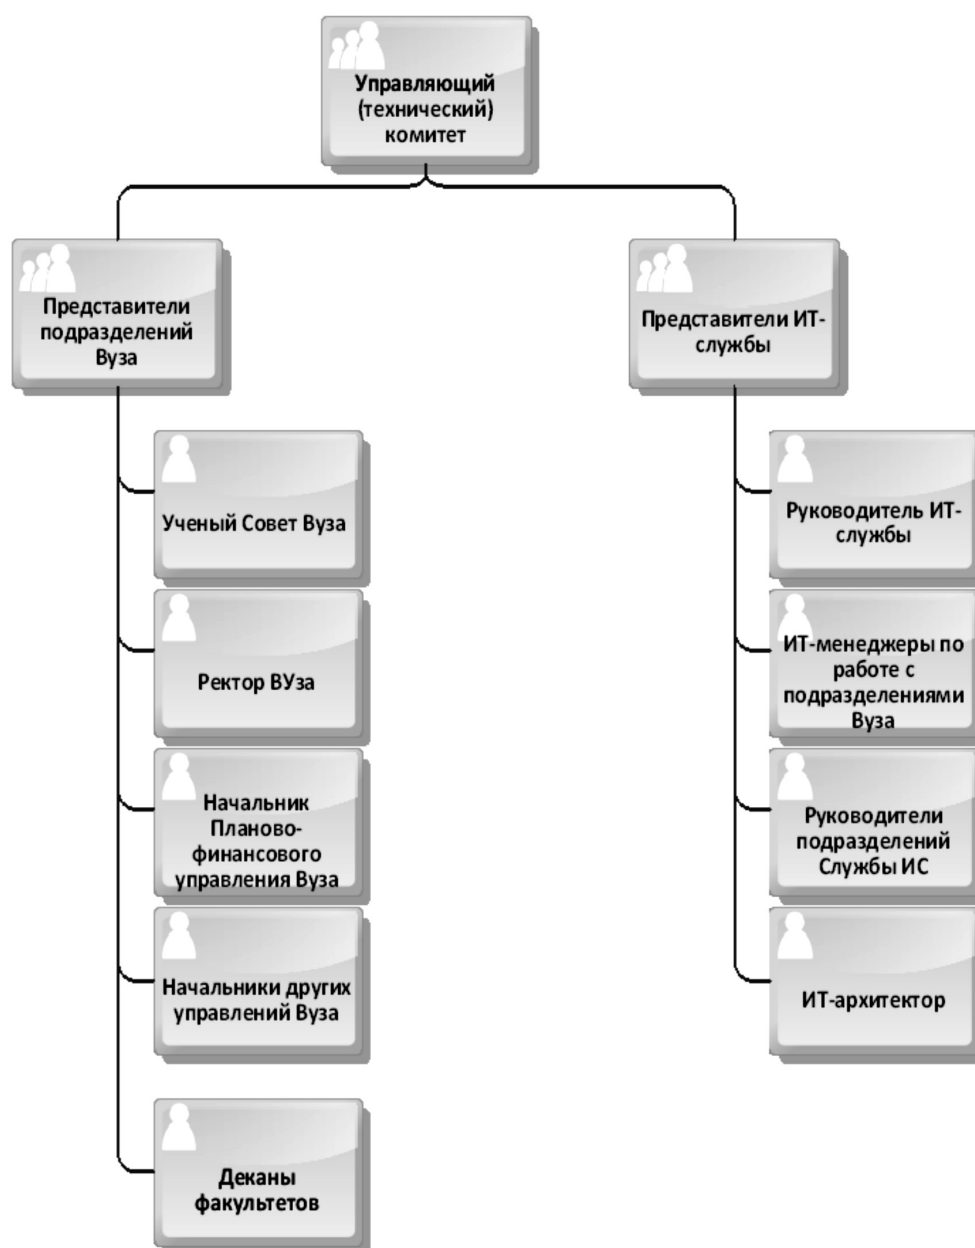 Управляющий
(технический)
комитет
Представители
подразделений
Вуза
Представители ИТ-
службы
Ученый Совет Вуза
Руководитель ИТ-
службы
Ректор ВУза
ИТ-менеджеры по
работе с
подразделениями
Вуза
Начальник
Планово-
финансового
управления Вуза
Руководители
подразделений
Службы ИС
Начальники других
управлений Вуза
ИТ-архитектор
Деканы
факультетов